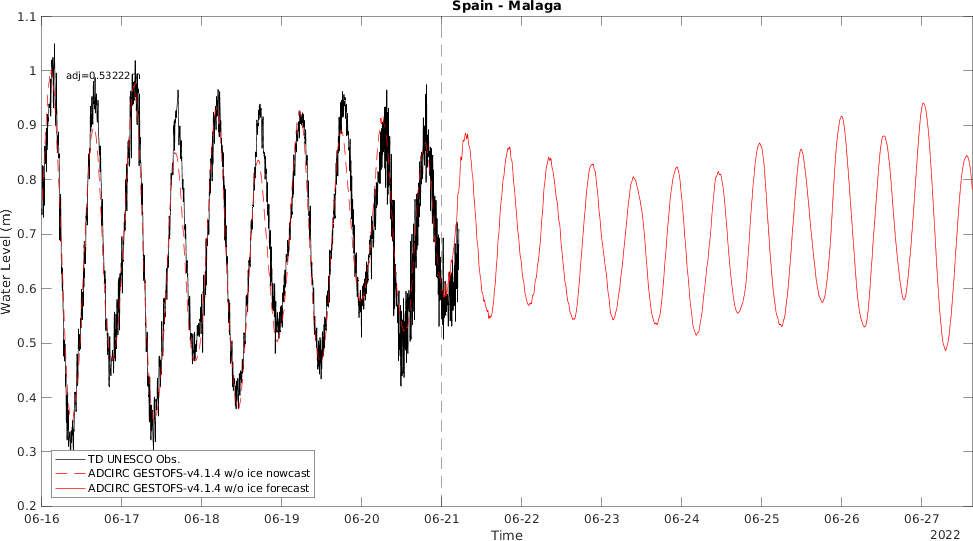 Spain - Malaga
1.1
1
0.9
0.8
0.7
0.6
0.5
0.4
0.3
0.2
Water Level (m)
adj=0.53222m
TD UNESCO Obs.
ADCIRC GESTOFS-v4.1.4 w/o ice nowcast
ADCIRC GESTOFS-v4.1.4 w/o ice forecast
06-16 06-17 06-18 06-19 06-20 06-21 06-22 06-23 06-24 06-25 06-26 06-27
2022
Time